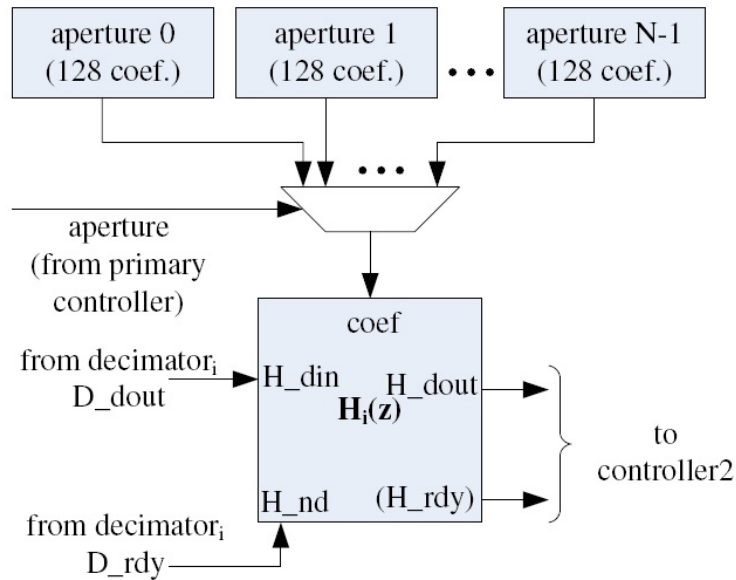 aperture 0
(128 coef.)
aperture 1
(128 coef.)
aperture N-1
(128 coef.)
aperture
(from primary
controller)
coef
from decimatorᵢ
D_dout
H_din
H_dout
Hᵢ(z)
to
controller2
H_nd
(H_rdy)
from decimatorᵢ
D_rdy